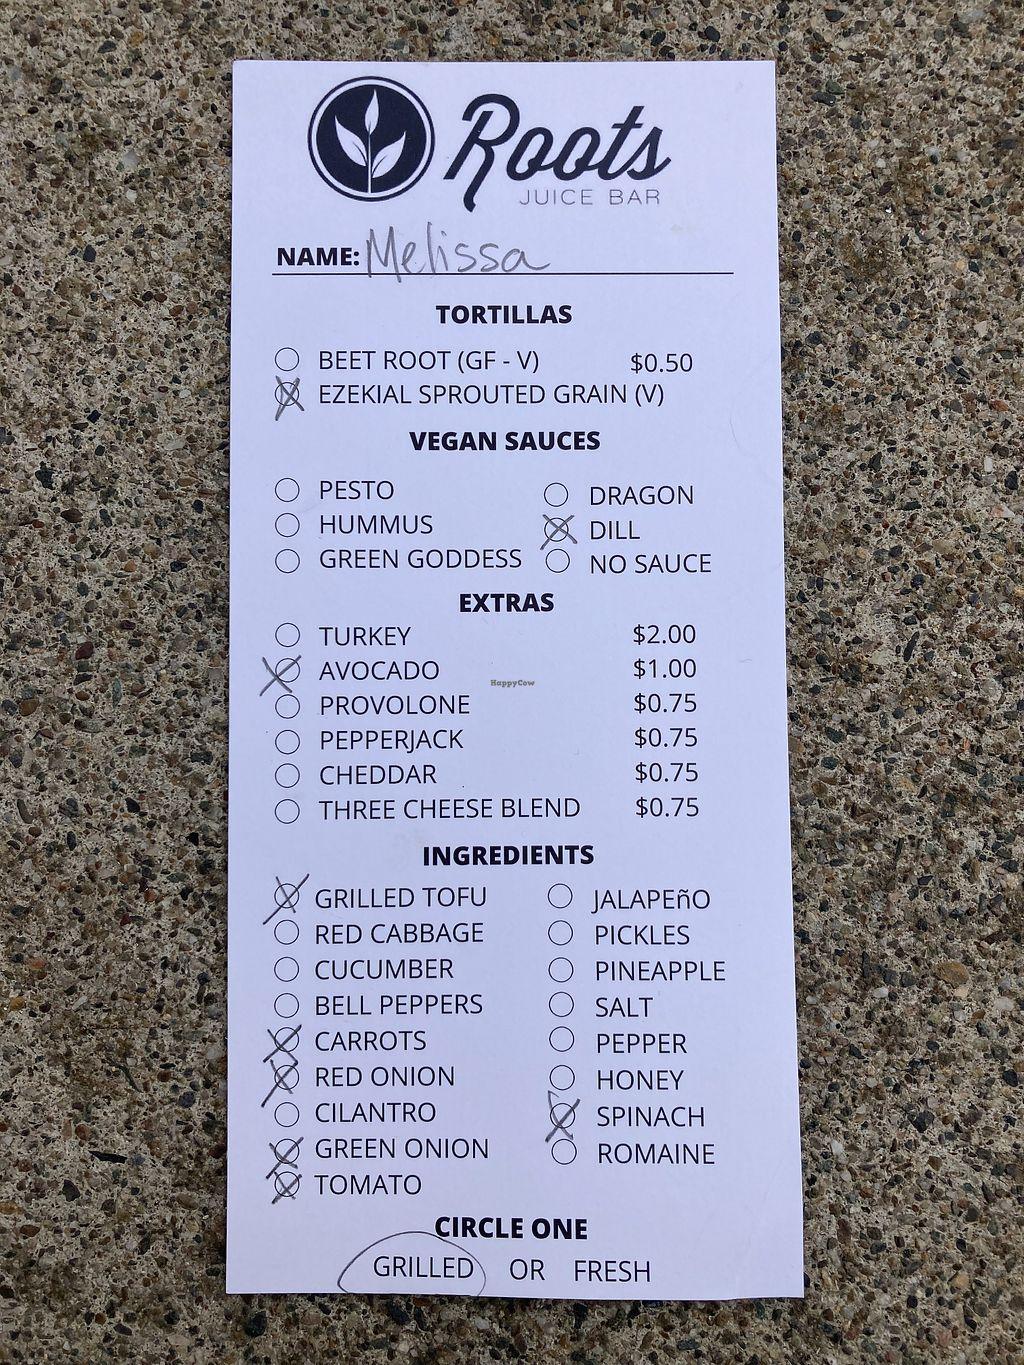 Roots
JUICE BAR
NAME: Melissa
TORTILLAS
BEET ROOT (GF - V) $0.50
EZEKIAL SPROUTED GRAIN (V)
VEGAN SAUCES
PESTO DRAGON
HUMMUS DILL
GREEN GODDESS NO SAUCE
EXTRAS
TURKEY $2.00
AVOCADO $1.00
HappyCow
PROVOLONE $0.75
PEPPERJACK $0.75
CHEDDAR $0.75
THREE CHEESE BLEND $0.75
INGREDIENTS
GRILLED TOFU JALAPEñO
RED CABBAGE PICKLES
CUCUMBER PINEAPPLE
BELL PEPPERS SALT
CARROTS PEPPER
RED ONION HONEY
CILANTRO SPINACH
GREEN ONION ROMAINE
TOMATO
CIRCLE ONE
GRILLED OR FRESH